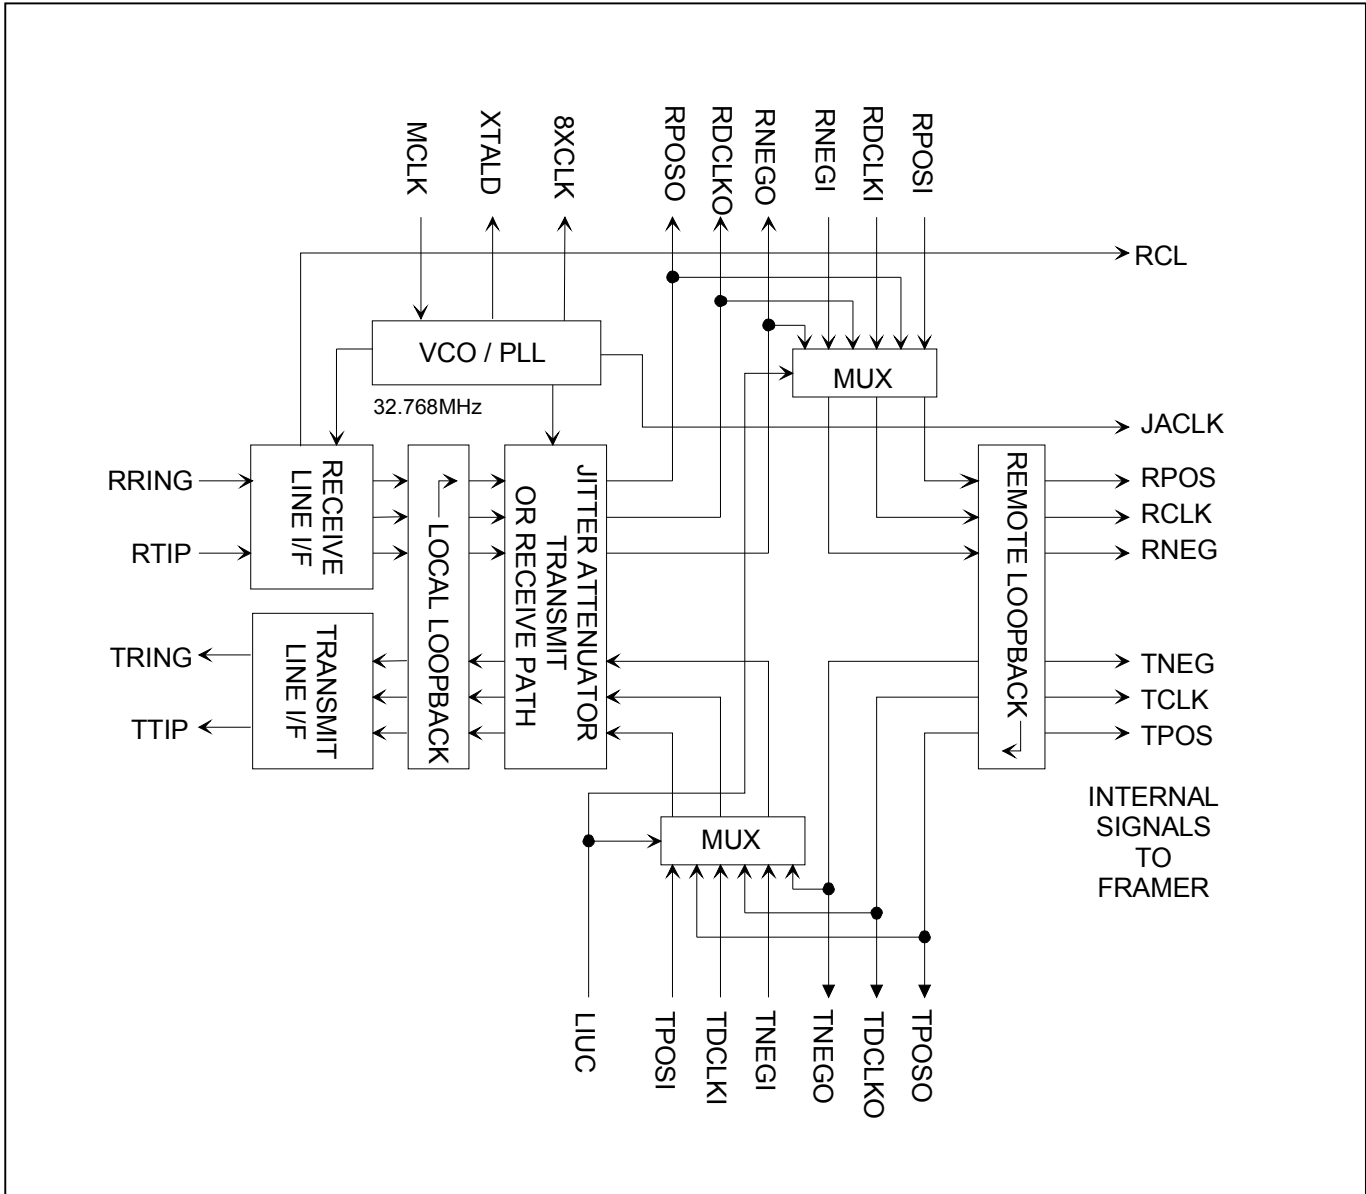 MCLK
XTALD
8XCLK
RPOSO
RDCLKO
RNEGO
RNEGI
RDCLKI
RPOSI
RCL
VCO / PLL
32.768MHz
MUX
JACLK
RRING
RTIP
RECEIVE
LINE I/F
LOCAL LOOPBACK
JITTER ATTENUATOR
TRANSMIT
OR RECEIVE PATH
REMOTE LOOPBACK
RPOS
RCLK
RNEG
TRING
TTIP
TRANSMIT
LINE I/F
TNEG
TCLK
TPOS
MUX
INTERNAL
SIGNALS
TO
FRAMER
LIUC
TPOSI
TDCLKI
TNEGI
TNEGO
TDCLKO
TPOSO